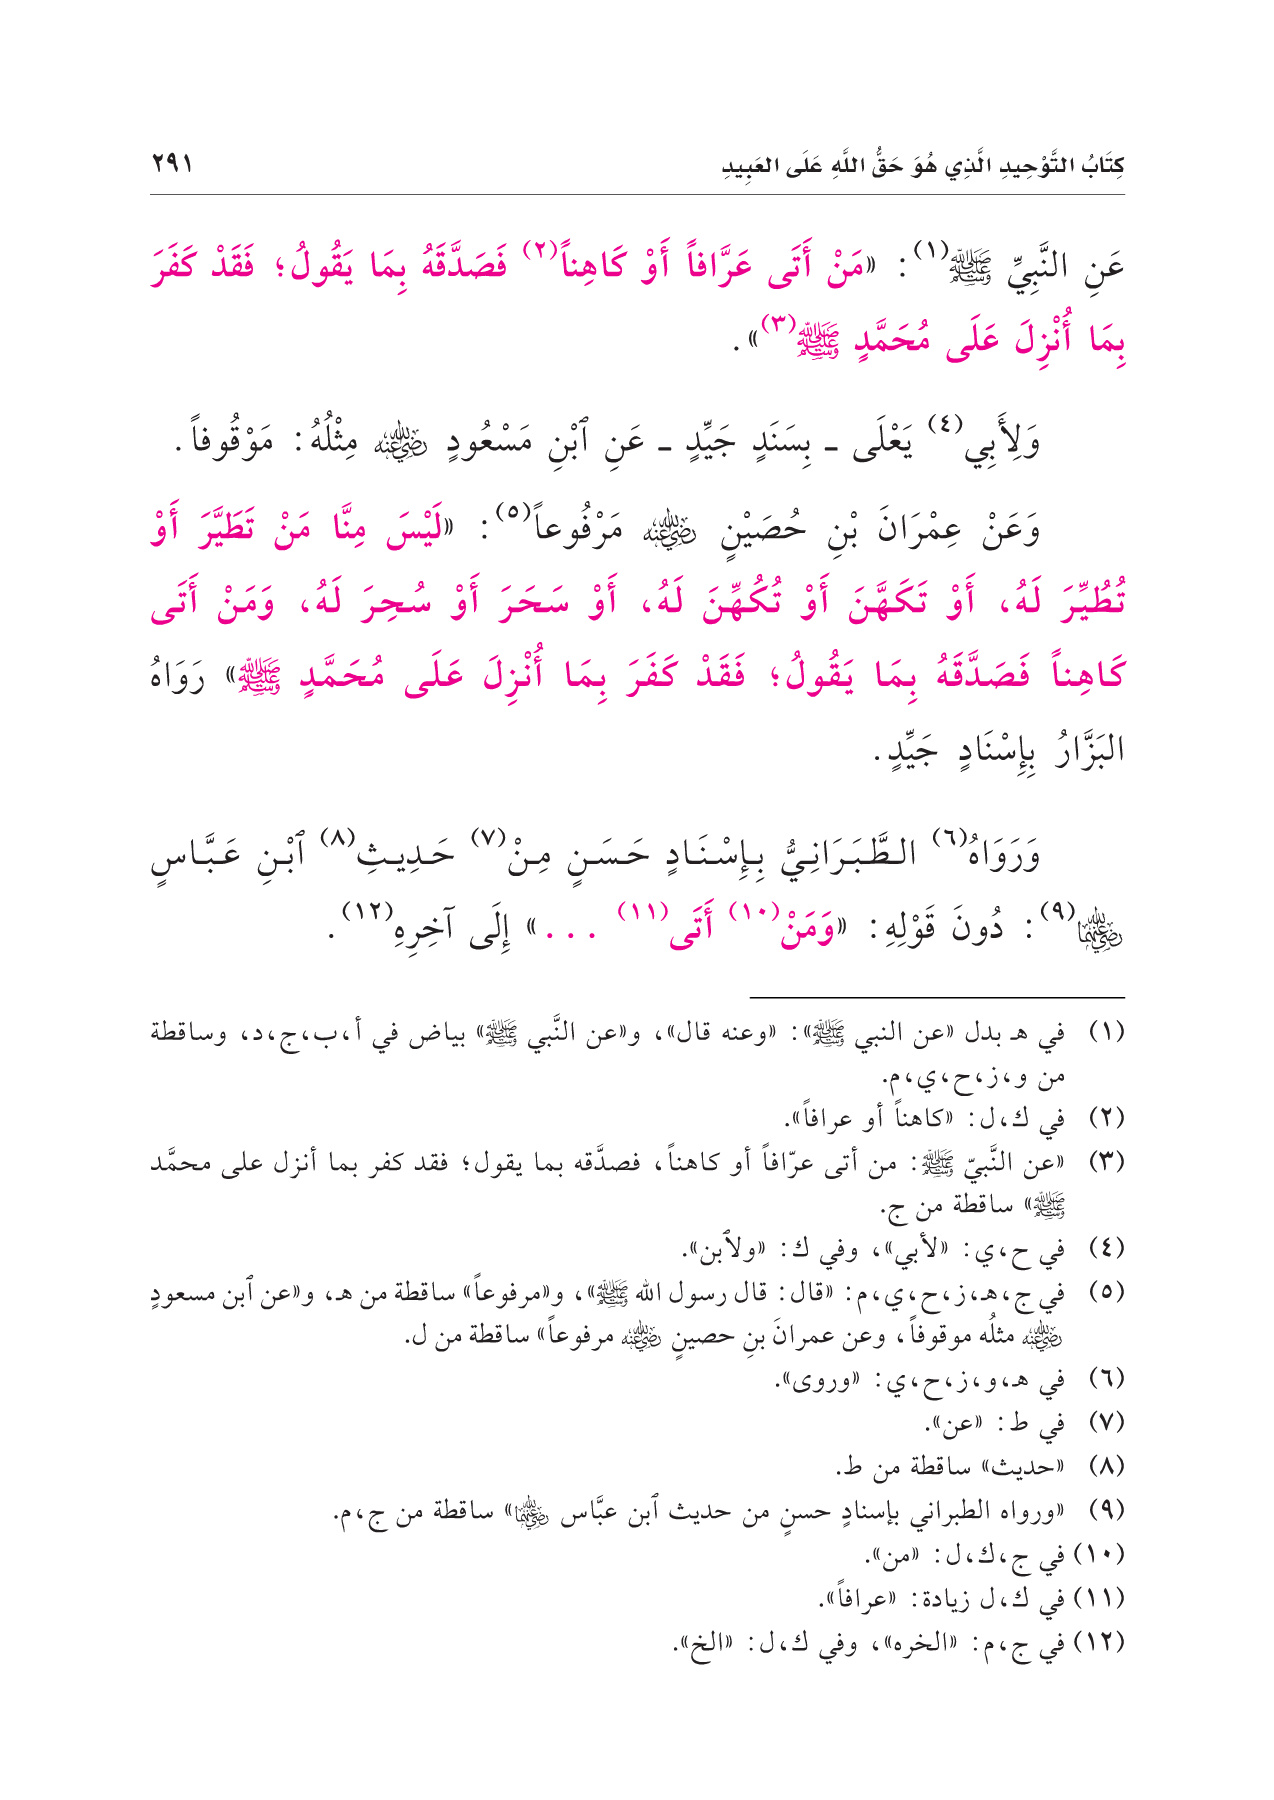 كِتَابُ التَّوْحِيدِ الَّذِي هُوَ حَقُّ اللَّهِ عَلَى العَبِيدِ ٢٩١
عَنِ النَّبِيِّ ﷺ(١): «مَنْ أَتَى عَرَّافاً أَوْ كَاهِناً(٢) فَصَدَّقَهُ بِمَا يَقُولُ؛ فَقَدْ كَفَرَ
بِمَا أُنْزِلَ عَلَى مُحَمَّدٍ ﷺ(٣)».
وَلِأَبِي(٤) يَعْلَى ـ بِسَنَدٍ جَيِّدٍ ـ عَنِ ٱبْنِ مَسْعُودٍ رضي الله عنه مِثْلُهُ: مَوْقُوفاً.
وَعَنْ عِمْرَانَ بْنِ حُصَيْنٍ رضي الله عنه مَرْفُوعاً(٥): «لَيْسَ مِنَّا مَنْ تَطَيَّرَ أَوْ
تُطُيِّرَ لَهُ، أَوْ تَكَهَّنَ أَوْ تُكُهِّنَ لَهُ، أَوْ سَحَرَ أَوْ سُحِرَ لَهُ، وَمَنْ أَتَى
كَاهِناً فَصَدَّقَهُ بِمَا يَقُولُ؛ فَقَدْ كَفَرَ بِمَا أُنْزِلَ عَلَى مُحَمَّدٍ ﷺ» رَوَاهُ
البَزَّارُ بِإِسْنَادٍ جَيِّدٍ.
وَرَوَاهُ(٦) الطَّبَرَانِيُّ بِإِسْنَادٍ حَسَنٍ مِنْ(٧) حَدِيثِ(٨) ٱبْنِ عَبَّاسٍ
رضي الله عنهما(٩): دُونَ قَوْلِهِ: «وَمَنْ(١٠) أَتَى(١١) ...» إِلَى آخِرِهِ(١٢).
(١) في هـ بدل «عن النبي ﷺ»: «وعنه قال»، و«عن النَّبي ﷺ» بياض في أ،ب،ج،د، وساقطة
من و،ز،ح،ي،م.
(٢) في ك،ل: «كاهناً أو عرافاً».
(٣) «عن النَّبيّ ﷺ: من أتى عرّافاً أو كاهناً، فصدَّقه بما يقول؛ فقد كفر بما أنزل على محمَّد
ﷺ» ساقطة من ج.
(٤) في ح،ي: «لأبي»، وفي ك: «ولٱبن».
(٥) في ج،هـ،ز،ح،ي،م: «قال: قال رسول الله ﷺ»، و«مرفوعاً» ساقطة من هـ، و«عن ٱبن مسعودٍ
رضي الله عنه مثلُه موقوفاً، وعن عمرانَ بنِ حصينٍ رضي الله عنه مرفوعاً» ساقطة من ل.
(٦) في هـ،و،ز،ح،ي: «وروى».
(٧) في ط: «عن».
(٨) «حديث» ساقطة من ط.
(٩) «ورواه الطبراني بإسنادٍ حسنٍ من حديث ٱبن عبَّاس رضي الله عنهما» ساقطة من ج،م.
(١٠) في ج،ك،ل: «من».
(١١) في ك،ل زيادة: «عرافاً».
(١٢) في ج،م: «الخره»، وفي ك،ل: «الخ».